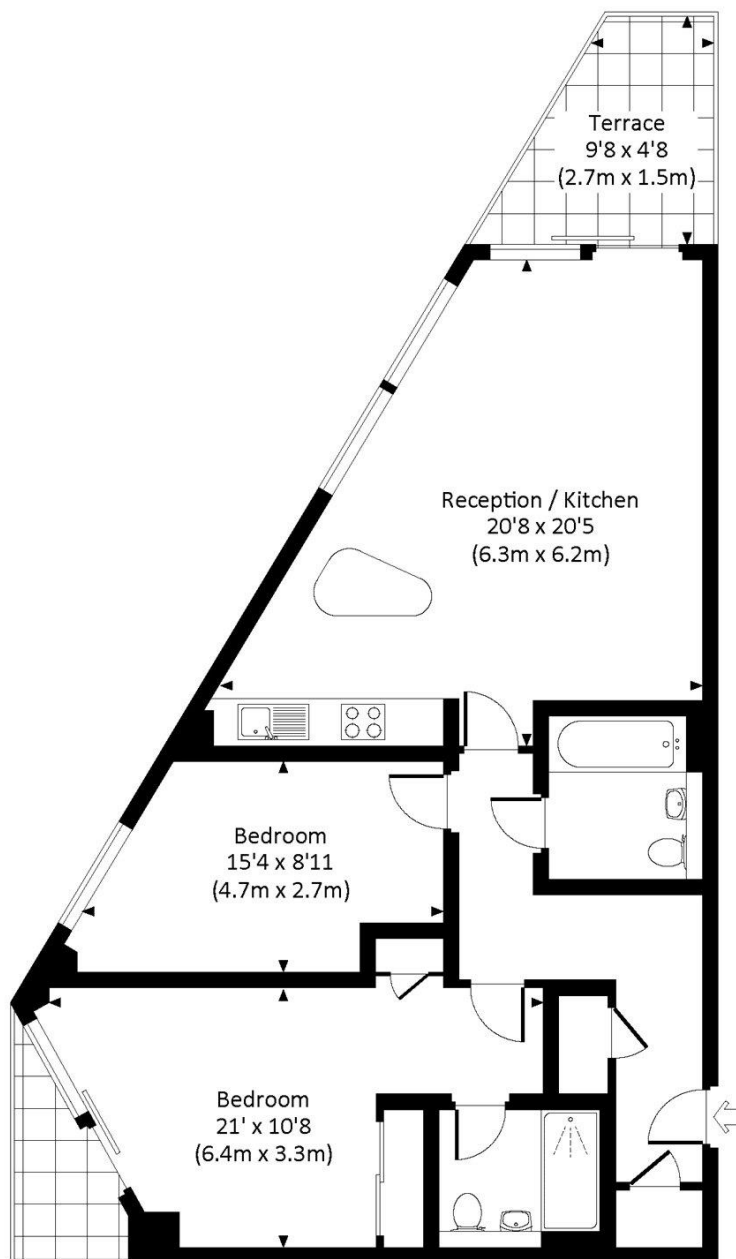 Terrace
9'8 x 4'8
(2.7m x 1.5m)
Reception / Kitchen
20'8 x 20'5
(6.3m x 6.2m)
Bedroom
15'4 x 8'11
(4.7m x 2.7m)
Bedroom
21' x 10'8
(6.4m x 3.3m)